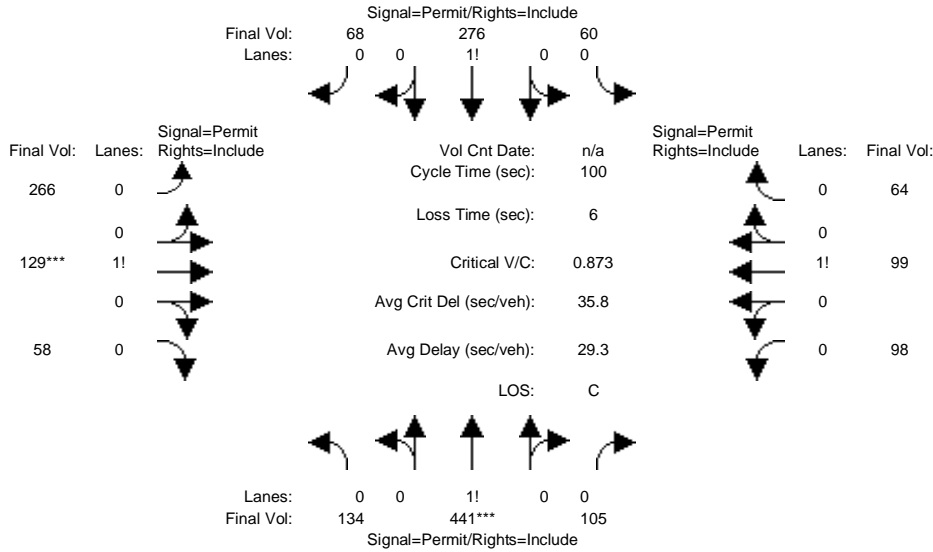 Signal=Permit/Rights=Include
Final Vol: 68 276 60
Lanes: 0 0 1! 0 0
Signal=Permit Signal=Permit
Final Vol: Lanes: Rights=Include Vol Cnt Date: n/a Rights=Include Lanes: Final Vol:
Cycle Time (sec): 100
266 0 0 64
Loss Time (sec): 6
0 0
129*** 1! Critical V/C: 0.873 1! 99
0 Avg Crit Del (sec/veh): 35.8 0
58 0 Avg Delay (sec/veh): 29.3 0 98
LOS: C
Lanes: 0 0 1! 0 0
Final Vol: 134 441*** 105
Signal=Permit/Rights=Include